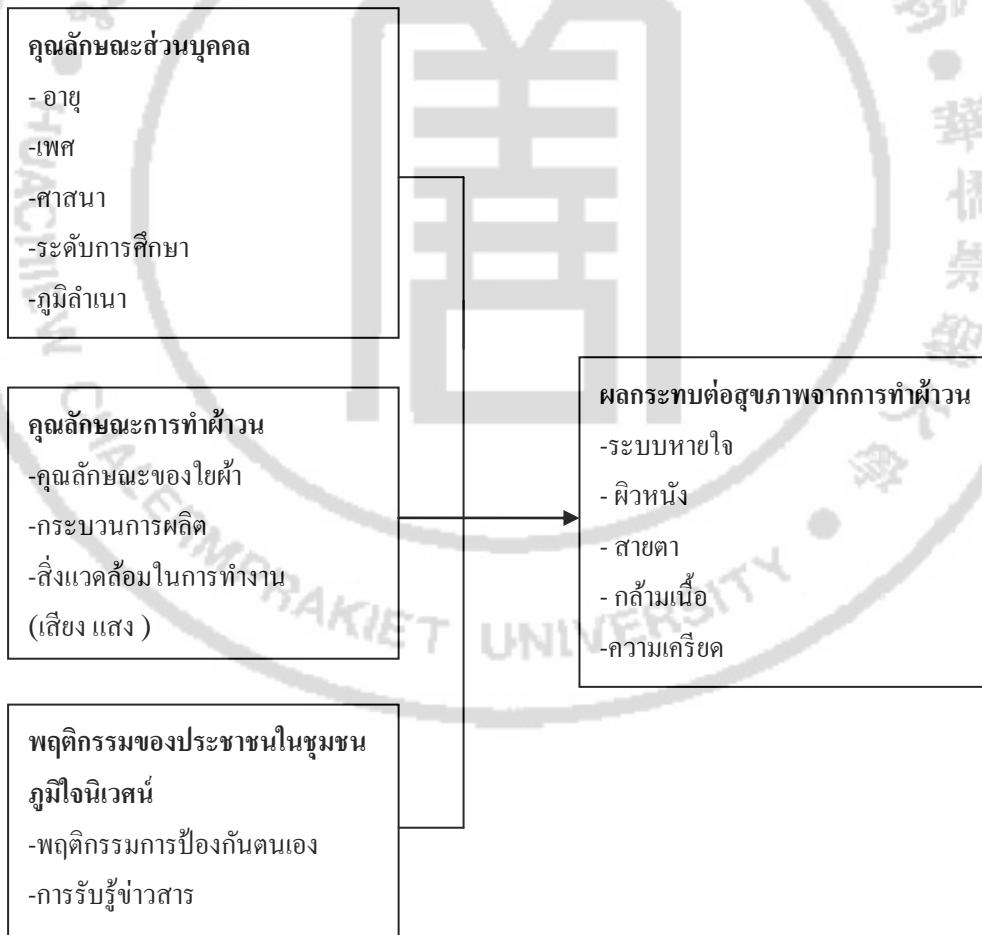 คุณลักษณะส่วนบุคคล
- อายุ
-เพศ
-ศาสนา
-ระดับการศึกษา
-ภูมิลำเนา
คุณลักษณะการทำผ้าวน
-คุณลักษณะของใยผ้า
-กระบวนการผลิต
-สิ่งแวดล้อมในการทำงาน
(เสียง แสง )
พฤติกรรมของประชาชนในชุมชน
ภูมิใจนิเวศน์
-พฤติกรรมการป้องกันตนเอง
-การรับรู้ข่าวสาร
ผลกระทบต่อสุขภาพจากการทำผ้าวน
-ระบบหายใจ
- ผิวหนัง
- สายตา
- กล้ามเนื้อ
-ความเครียด
HUACHIEW CHALERMPRAKIET UNIVERSITY